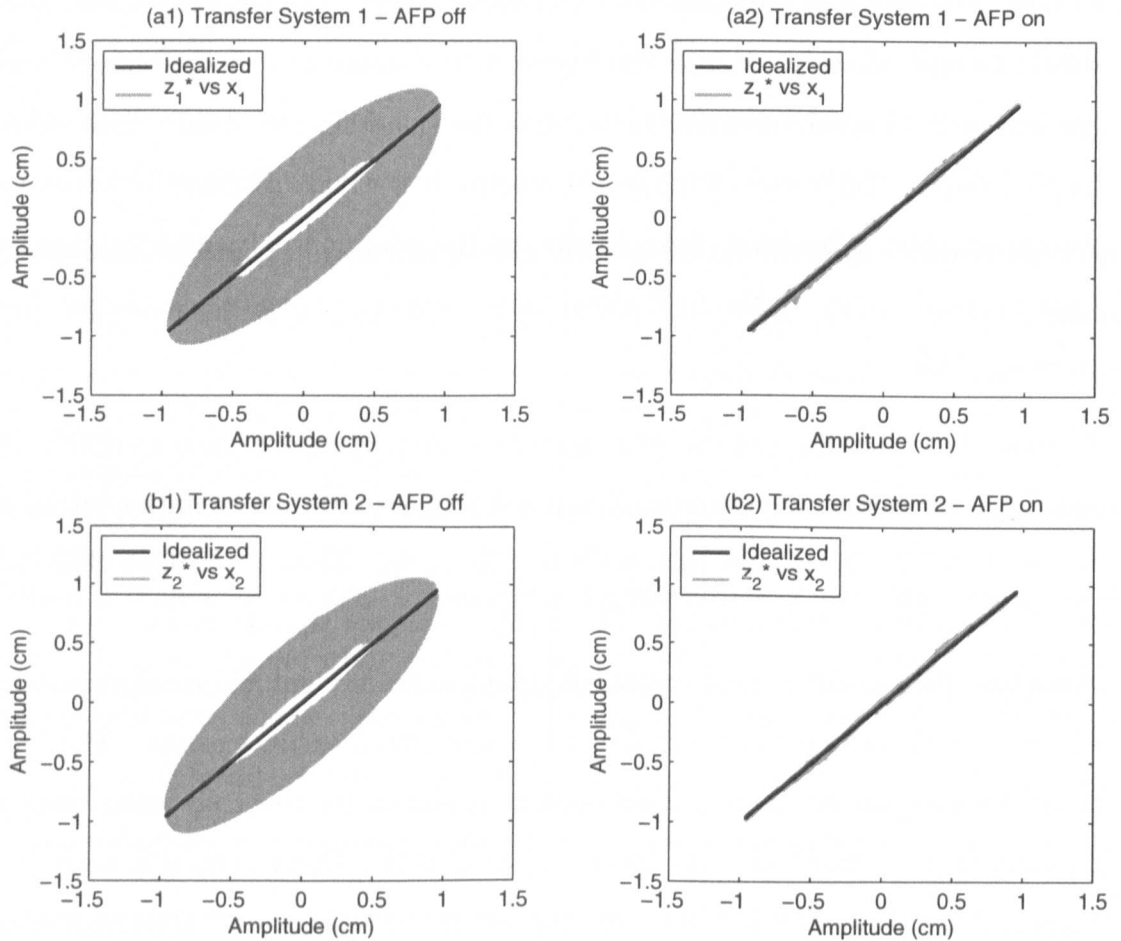 (a1) Transfer System 1 – AFP off
1.5
1
0.5
0
−0.5
−1
−1.5
−1.5
−1
−0.5
0
0.5
1
1.5
Amplitude (cm)
Amplitude (cm)
Idealized
z1* vs x1
(a2) Transfer System 1 – AFP on
1.5
1
0.5
0
−0.5
−1
−1.5
−1.5
−1
−0.5
0
0.5
1
1.5
Amplitude (cm)
Amplitude (cm)
Idealized
z1* vs x1
(b1) Transfer System 2 – AFP off
1.5
1
0.5
0
−0.5
−1
−1.5
−1.5
−1
−0.5
0
0.5
1
1.5
Amplitude (cm)
Amplitude (cm)
Idealized
z2* vs x2
(b2) Transfer System 2 – AFP on
1.5
1
0.5
0
−0.5
−1
−1.5
−1.5
−1
−0.5
0
0.5
1
1.5
Amplitude (cm)
Amplitude (cm)
Idealized
z2* vs x2